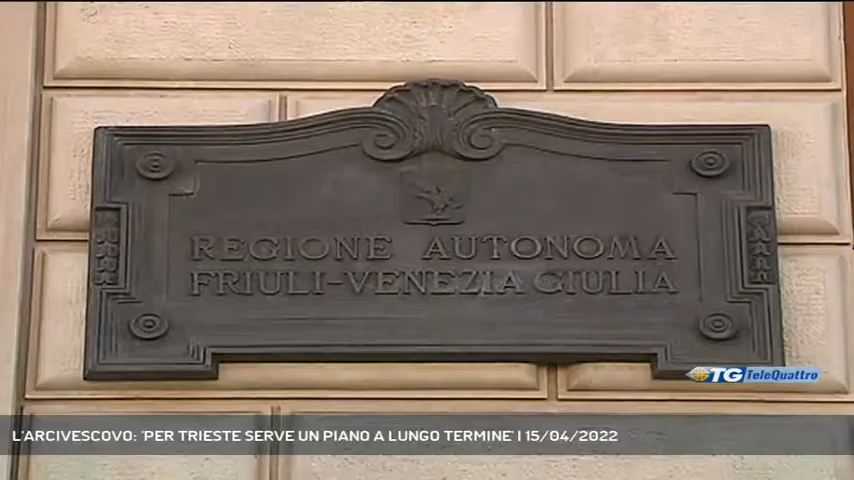 REGIONE AUTONOMA
FRIULI-VENEZIA GIULIA
TG TeleQuattro
L'ARCIVESCOVO: 'PER TRIESTE SERVE UN PIANO A LUNGO TERMINE' | 15/04/2022